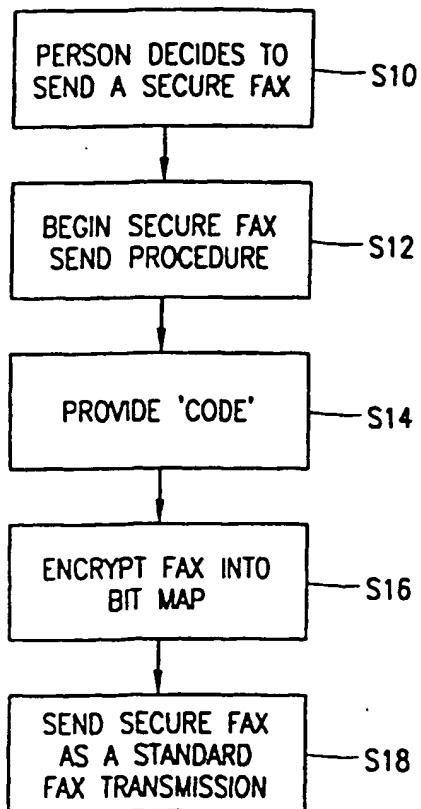 PERSON DECIDES TO
SEND A SECURE FAX
S10
BEGIN SECURE FAX
SEND PROCEDURE
S12
PROVIDE 'CODE'
S14
ENCRYPT FAX INTO
BIT MAP
S16
SEND SECURE FAX
AS A STANDARD
FAX TRANSMISSION
S18